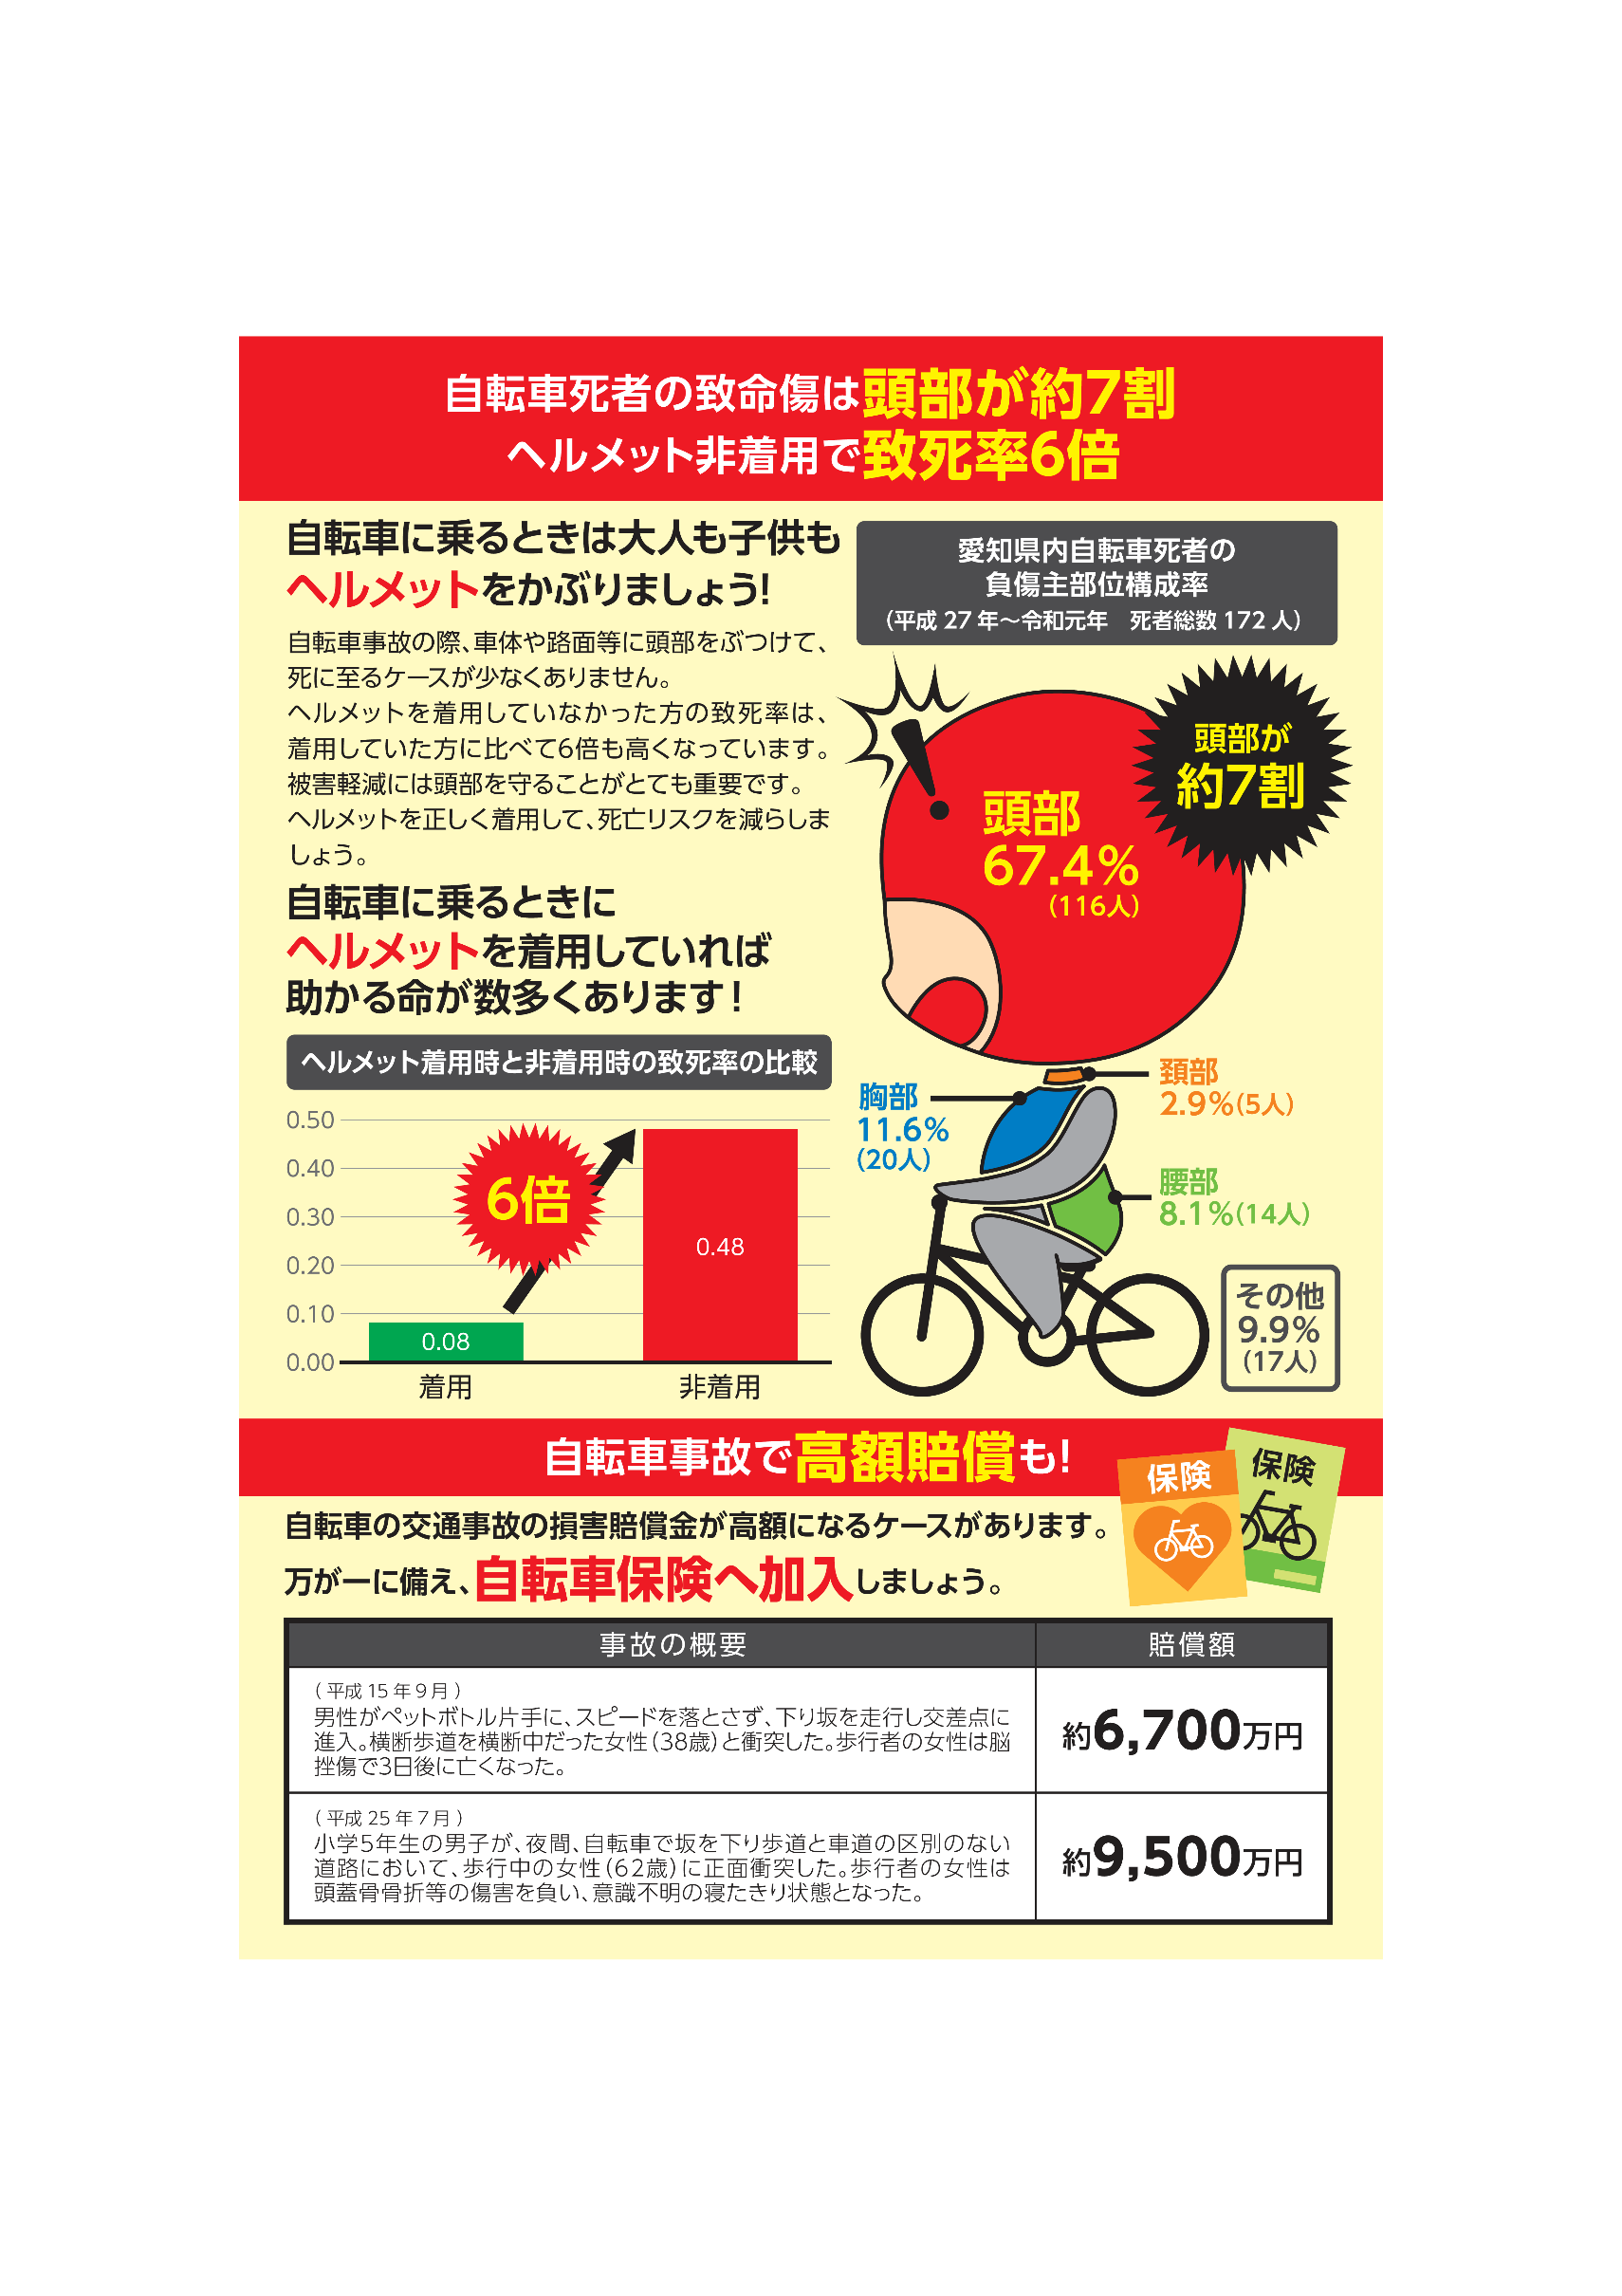 自転車死者の致命傷は頭部が約7割
ヘルメット非着用で致死率6倍
自転車に乗るときは大人も子供も
ヘルメットをかぶりましょう!
自転車事故の際、車体や路面等に頭部をぶつけて、
死に至るケースが少なくありません。
ヘルメットを着用していなかった方の致死率は、
着用していた方に比べて6倍も高くなっています。
被害軽減には頭部を守ることがとても重要です。
ヘルメットを正しく着用して、死亡リスクを減らしま
しょう。
自転車に乗るときに
ヘルメットを着用していれば
助かる命が数多くあります!
ヘルメット着用時と非着用時の致死率の比較
0.50
0.40
0.30
0.20
0.10
0.00
6倍
0.08
0.48
着用
非着用
愛知県内自転車死者の
負傷主部位構成率
(平成 27 年~令和元年 死者総数 172 人)
頭部が
約7割
頭部
67.4%
(116人)
頚部
2.9%(5人)
胸部
11.6%
(20人)
腰部
8.1%(14人)
その他
9.9%
(17人)
自転車事故で高額賠償も!
保険
保険
自転車の交通事故の損害賠償金が高額になるケースがあります。
万が一に備え、自転車保険へ加入しましょう。
事故の概要
賠償額
(平成 15 年 9 月)
男性がペットボトル片手に、スピードを落とさず、下り坂を走行し交差点に
進入。横断歩道を横断中だった女性(38歳)と衝突した。歩行者の女性は脳
挫傷で3日後に亡くなった。
約6,700万円
(平成 25 年 7 月)
小学5年生の男子が、夜間、自転車で坂を下り歩道と車道の区別のない
道路において、歩行中の女性(62歳)に正面衝突した。歩行者の女性は
頭蓋骨骨折等の傷害を負い、意識不明の寝たきり状態となった。
約9,500万円